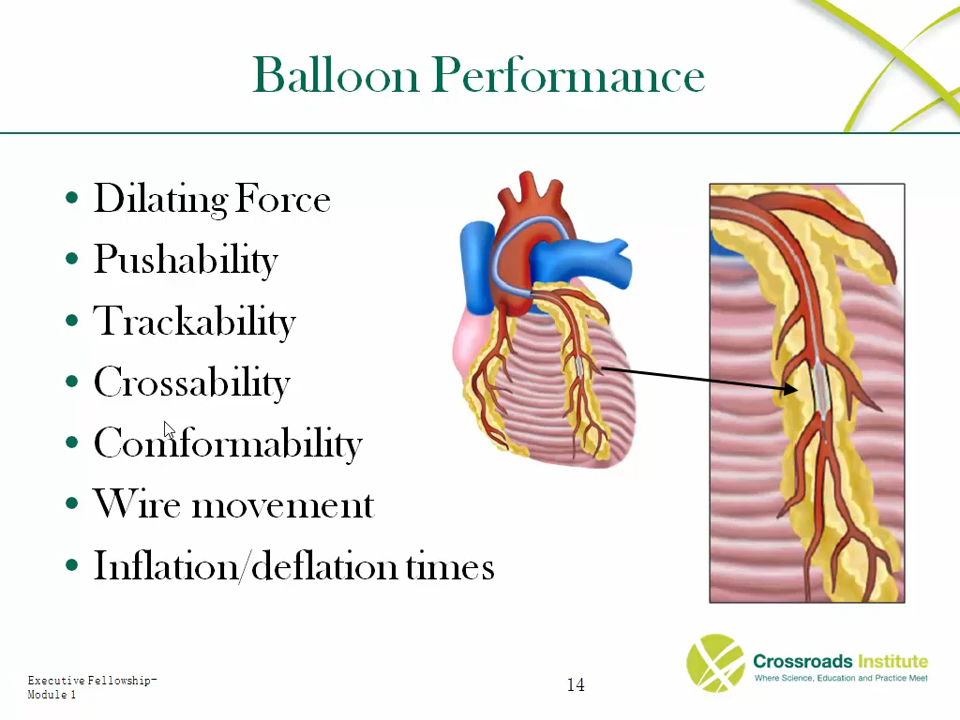 Balloon Performance
• Dilating Force
• Pushability
• Trackability
• Crossability
• Comformability
• Wire movement
• Inflation/deflation times
Executive Fellowship-
Module 1
14
Crossroads Institute
Where Science, Education and Practice Meet